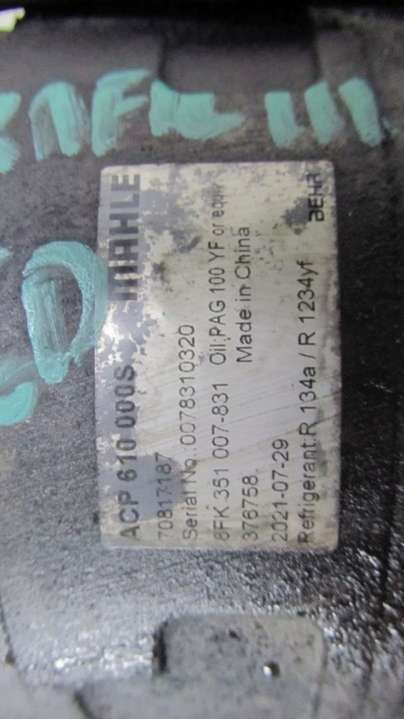 ACP 610 000S MAHLE
70817187
Serial No.:0078310320
8FK 351 007-831 Oil:PAG 100 YF or equiv
376758 Made in China
2021-07-29
Refrigerant:R 134a / R 1234yf BEHR